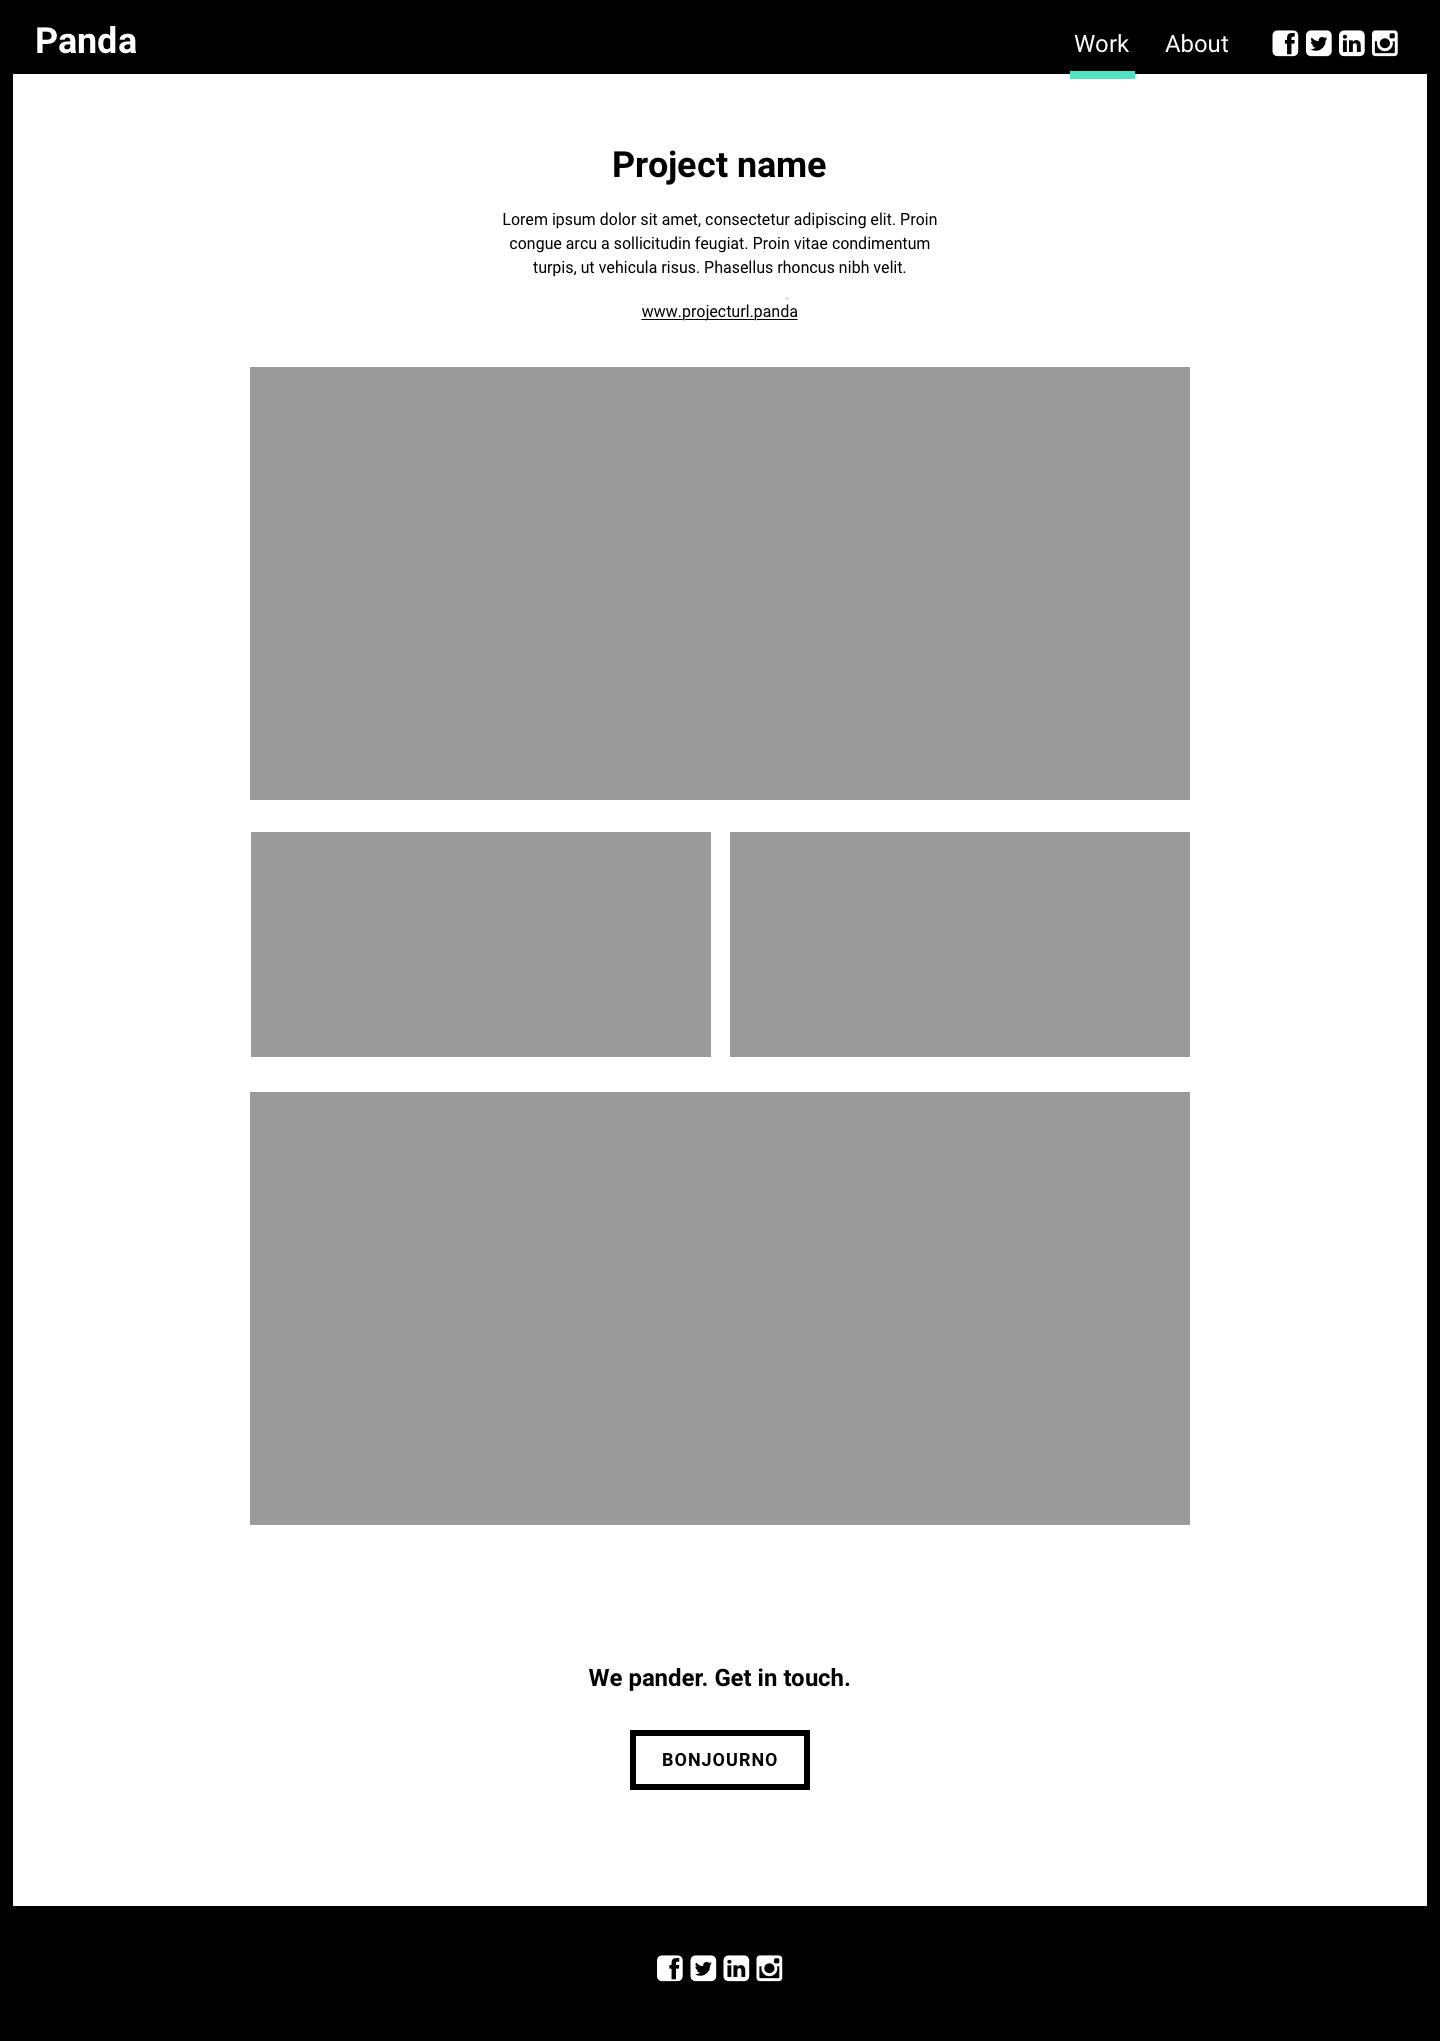 Panda
Work About
Project name
Lorem ipsum dolor sit amet, consectetur adipiscing elit. Proin
congue arcu a sollicitudin feugiat. Proin vitae condimentum
turpis, ut vehicula risus. Phasellus rhoncus nibh velit.
www.projecturl.panda
We pander. Get in touch.
BONJOURNO